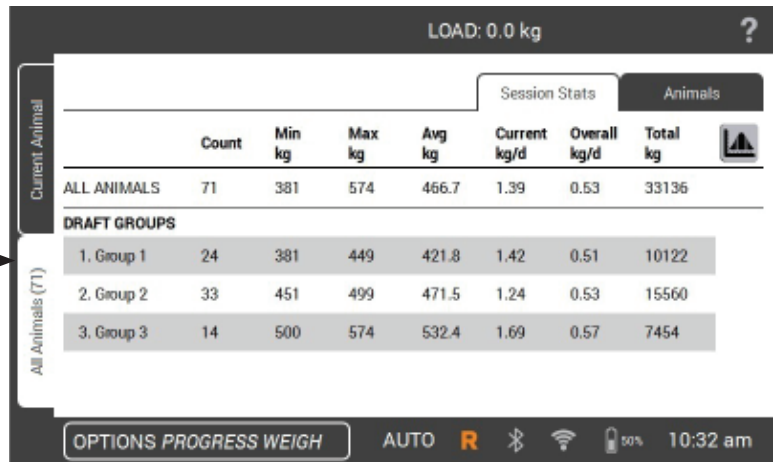 LOAD: 0.0 kg ?
Current Animal
All Animals (71)
Session Stats Animals
Count Min kg Max kg Avg kg Current kg/d Overall kg/d Total kg
ALL ANIMALS 71 381 574 466.7 1.39 0.53 33136
DRAFT GROUPS
1. Group 1 24 381 449 421.8 1.42 0.51 10122
2. Group 2 33 451 499 471.5 1.24 0.53 15560
3. Group 3 14 500 574 532.4 1.69 0.57 7454
OPTIONS PROGRESS WEIGH AUTO R 50% 10:32 am